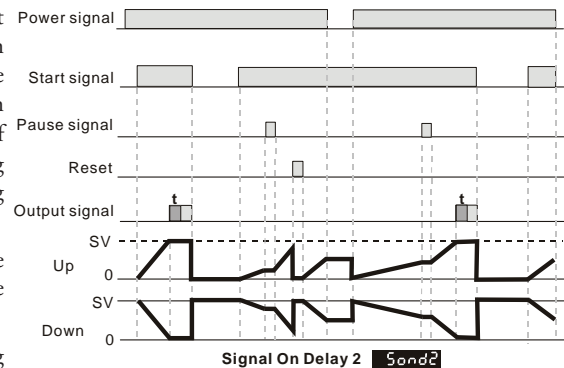 Power signal
Start signal
Pause signal
Reset
Output signal
t
t
SV
Up
0
SV
Down
0
Signal On Delay 2 Sond2